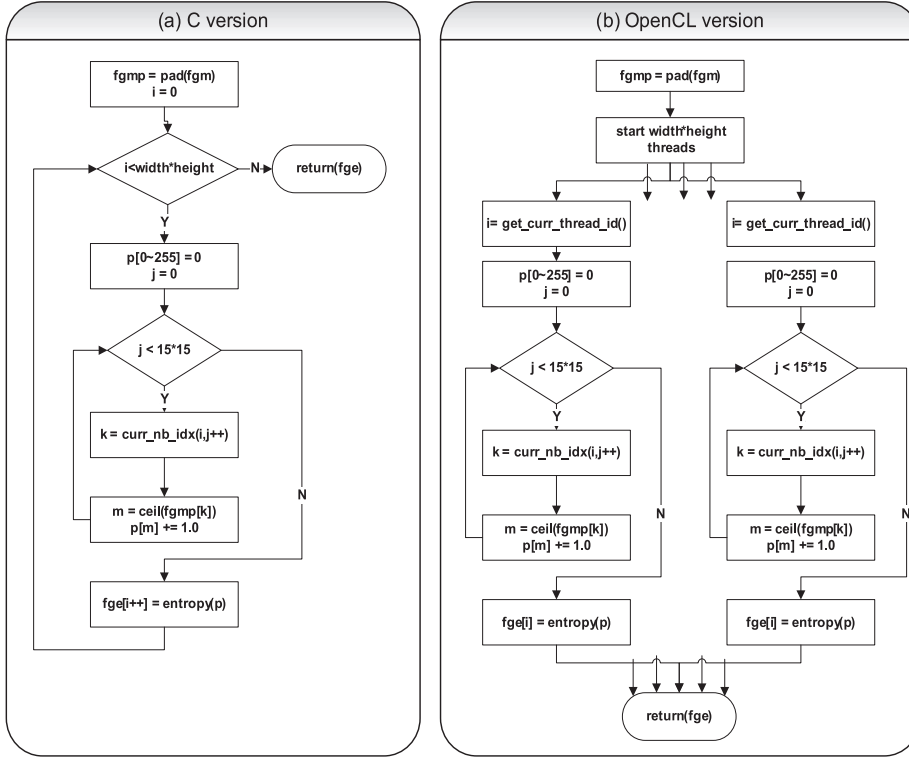 (a) C version
fgmp = pad(fgm)
i = 0
i<width*height
N
return(fge)
Y
p[0~255] = 0
j = 0
j < 15*15
Y
k = curr_nb_idx(i,j++)
N
m = ceil(fgmp[k])
p[m] += 1.0
fge[i++] = entropy(p)
(b) OpenCL version
fgmp = pad(fgm)
start width*height
threads
i= get_curr_thread_id()
p[0~255] = 0
j = 0
j < 15*15
Y
k = curr_nb_idx(i,j++)
N
m = ceil(fgmp[k])
p[m] += 1.0
fge[i] = entropy(p)
i= get_curr_thread_id()
p[0~255] = 0
j = 0
j < 15*15
Y
k = curr_nb_idx(i,j++)
N
m = ceil(fgmp[k])
p[m] += 1.0
fge[i] = entropy(p)
return(fge)